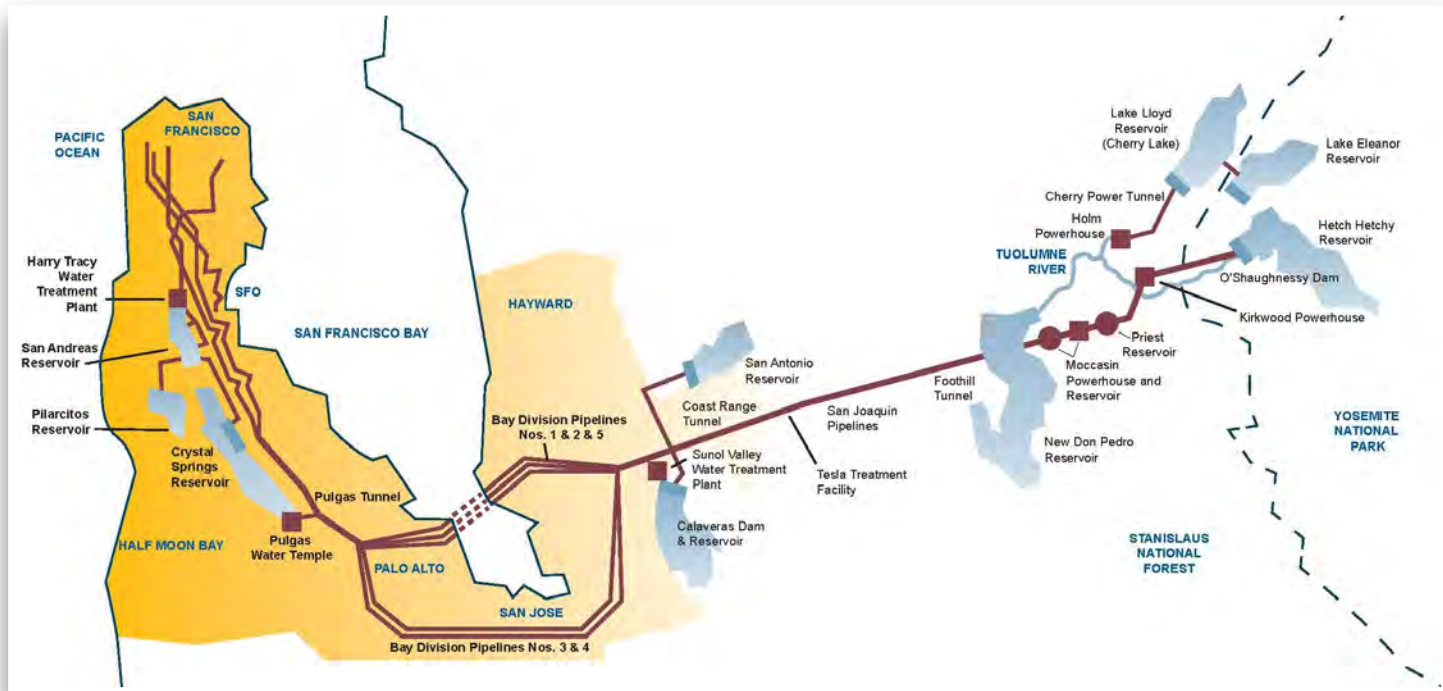 PACIFIC
OCEAN
SAN
FRANCISCO
Harry Tracy
Water
Treatment
Plant
San Andreas
Reservoir
Pilarcitos
Reservoir
SFO
SAN FRANCISCO BAY
HAYWARD
Crystal
Springs
Reservoir
Pulgas Tunnel
HALF MOON BAY
Pulgas
Water Temple
PALO ALTO
SAN JOSE
Bay Division Pipelines
Nos. 1 & 2 & 5
Bay Division Pipelines Nos. 3 & 4
San Antonio
Reservoir
Coast Range
Tunnel
Sunol Valley
Water Treatment
Plant
Calaveras Dam
& Reservoir
San Joaquin
Pipelines
Tesla Treatment
Facility
Foothill
Tunnel
New Don Pedro
Reservoir
Moccasin
Powerhouse and
Reservoir
Priest
Reservoir
Kirkwood Powerhouse
O'Shaughnessy Dam
Hetch Hetchy
Reservoir
Lake Eleanor
Reservoir
Lake Lloyd
Reservoir
(Cherry Lake)
Cherry Power Tunnel
Holm
Powerhouse
TUOLUMNE
RIVER
YOSEMITE
NATIONAL
PARK
STANISLAUS
NATIONAL
FOREST